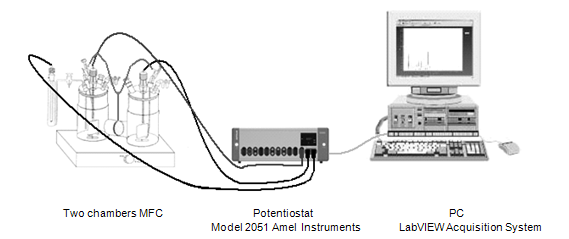 Two chambers MFC
Potentiostat
Model 2051 Amel Instruments
PC
LabVIEW Acquisition System